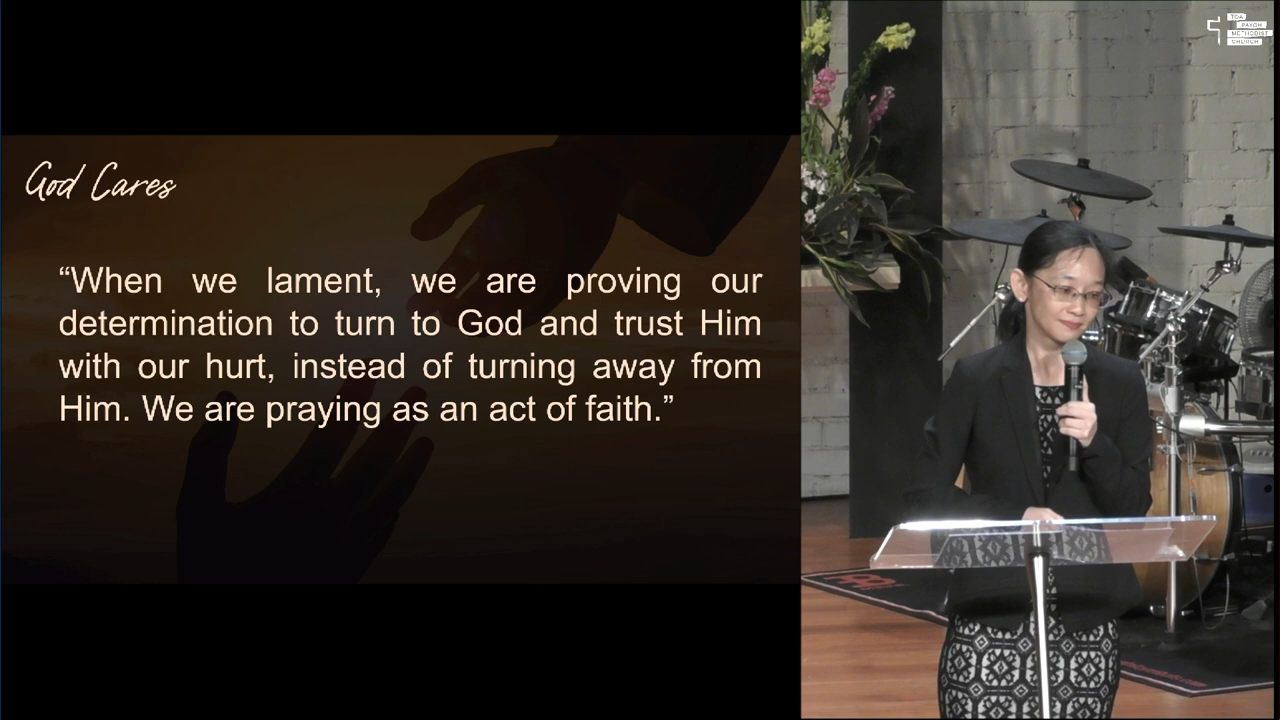 TOA
PAYOH
METHODIST
CHURCH
God Cares
“When we lament, we are proving our
determination to turn to God and trust Him
with our hurt, instead of turning away from
Him. We are praying as an act of faith.”